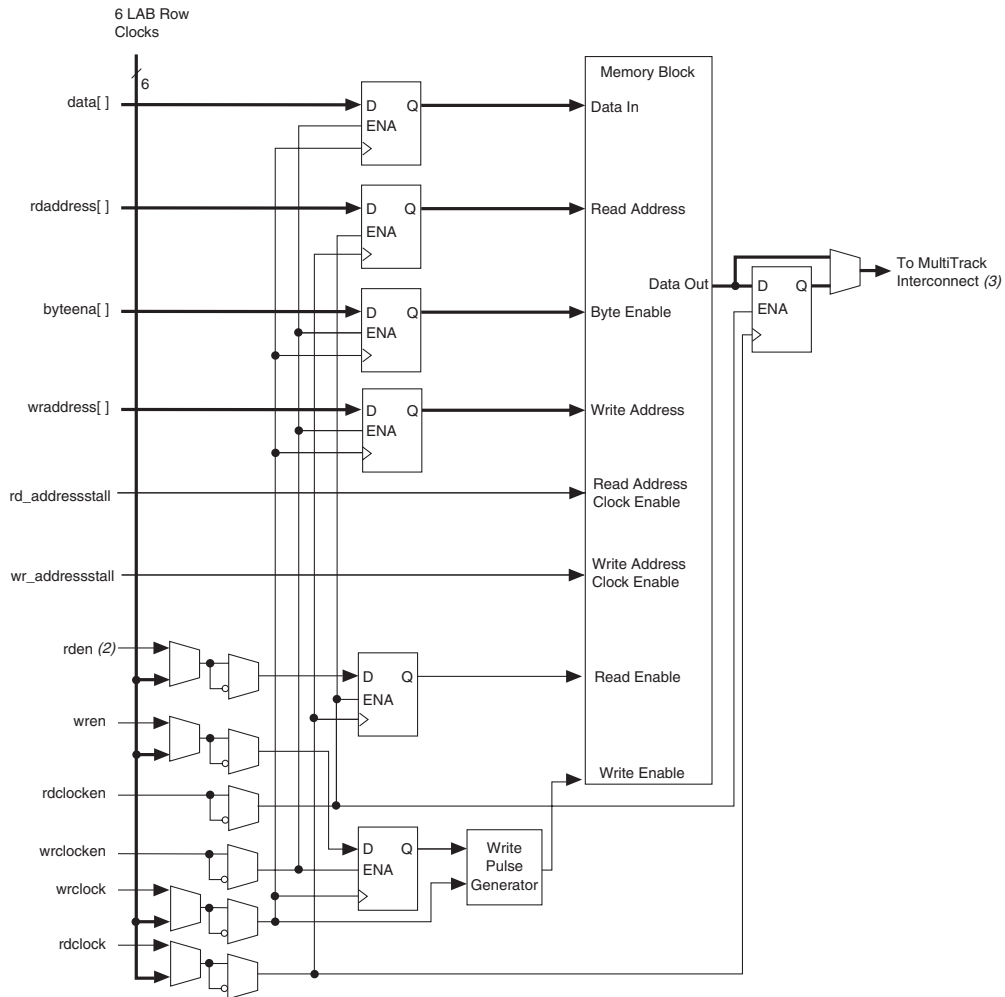 6 LAB Row
Clocks
6
Memory Block
data[ ]
D Q
ENA
Data In
rdaddress[ ]
D Q
ENA
Read Address
To MultiTrack
Interconnect (3)
Data Out
D Q
ENA
byteena[ ]
D Q
ENA
Byte Enable
wraddress[ ]
D Q
ENA
Write Address
rd_addressstall
Read Address
Clock Enable
wr_addressstall
Write Address
Clock Enable
rden (2)
D Q
ENA
Read Enable
wren
Write Enable
rdclocken
wrclocken
D Q
ENA
Write
Pulse
Generator
wrclock
rdclock